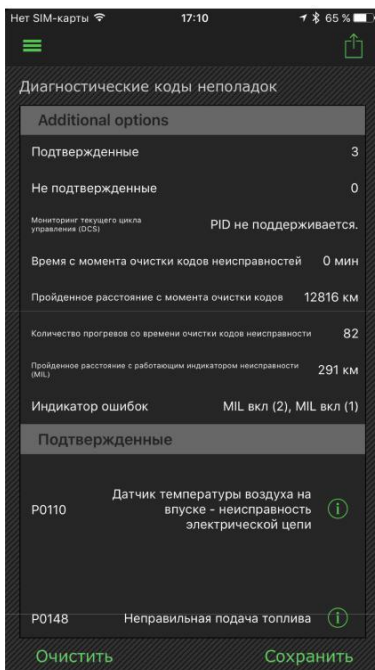 Нет SIM-карты 17:10 65 %
Диагностические коды неполадок
Additional options
Подтвержденные 3
Не подтвержденные 0
Мониторинг текущего цикла
управления (DCS) PID не поддерживается.
Время с момента очистки кодов неисправностей 0 мин
Пройденное расстояние с момента очистки кодов 12816 км
Количество прогревов со времени очистки кодов неисправности 82
Пройденное расстояние с работающим индикатором неисправности
(MIL) 291 км
Индикатор ошибок MIL вкл (2), MIL вкл (1)
Подтвержденные
Датчик температуры воздуха на
P0110 впуске - неисправность
электрической цепи
P0148 Неправильная подача топлива
Очистить Сохранить